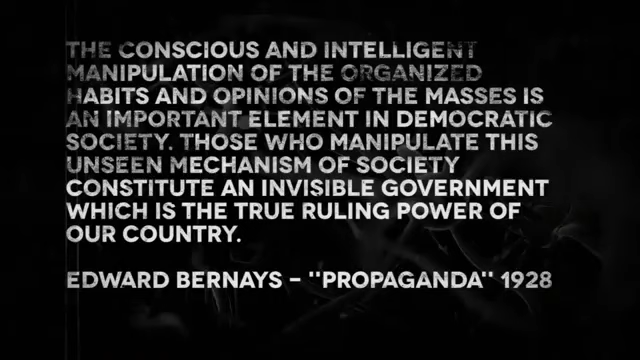 THE CONSCIOUS AND INTELLIGENT
MANIPULATION OF THE ORGANIZED
HABITS AND OPINIONS OF THE MASSES IS
AN IMPORTANT ELEMENT IN DEMOCRATIC
SOCIETY. THOSE WHO MANIPULATE THIS
UNSEEN MECHANISM OF SOCIETY
CONSTITUTE AN INVISIBLE GOVERNMENT
WHICH IS THE TRUE RULING POWER OF
OUR COUNTRY.
EDWARD BERNAYS - "PROPAGANDA" 1928